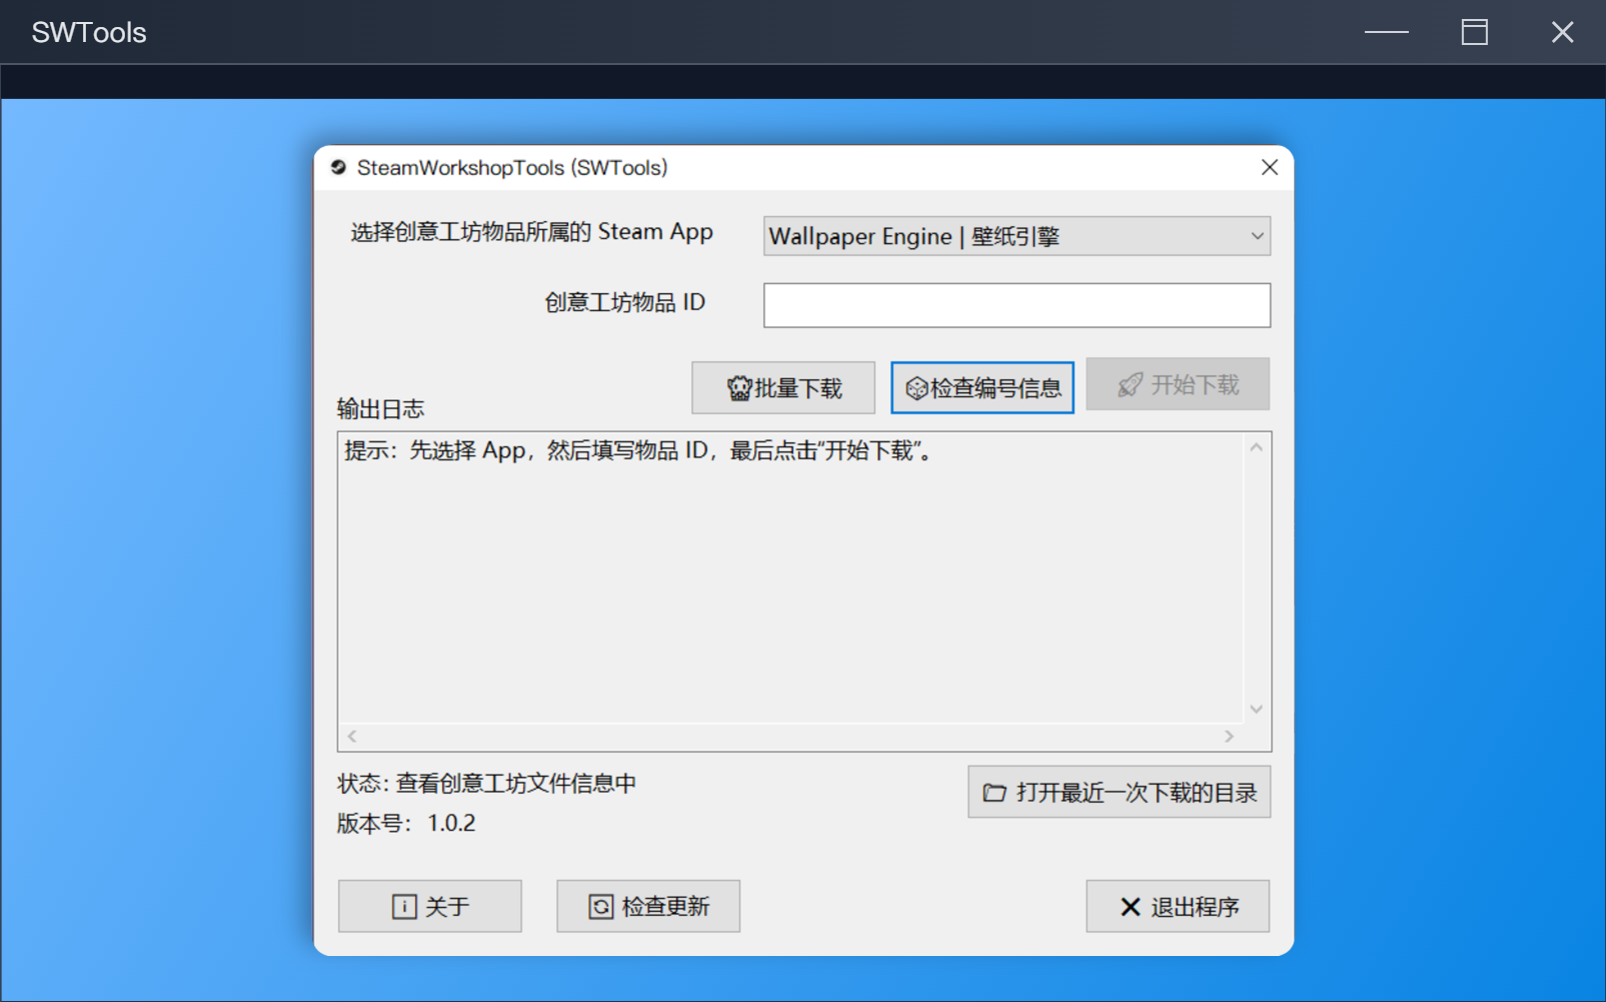 SWTools
SteamWorkshopTools (SWTools)
选择创意工坊物品所属的 Steam App
Wallpaper Engine | 壁纸引擎
创意工坊物品 ID
批量下载
检查编号信息
开始下载
输出日志
提示：先选择 App，然后填写物品 ID，最后点击“开始下载”。
状态: 查看创意工坊文件信息中
打开最近一次下载的目录
版本号： 1.0.2
关于
检查更新
退出程序